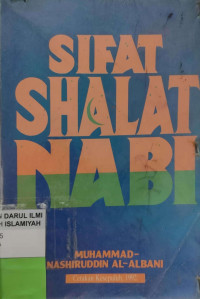 SIFAT
SHALAT
NABI
N DARUL ILMI
H ISLAMIYAH
MUHAMMAD-
NASHIRUDDIN AL-ALBANI